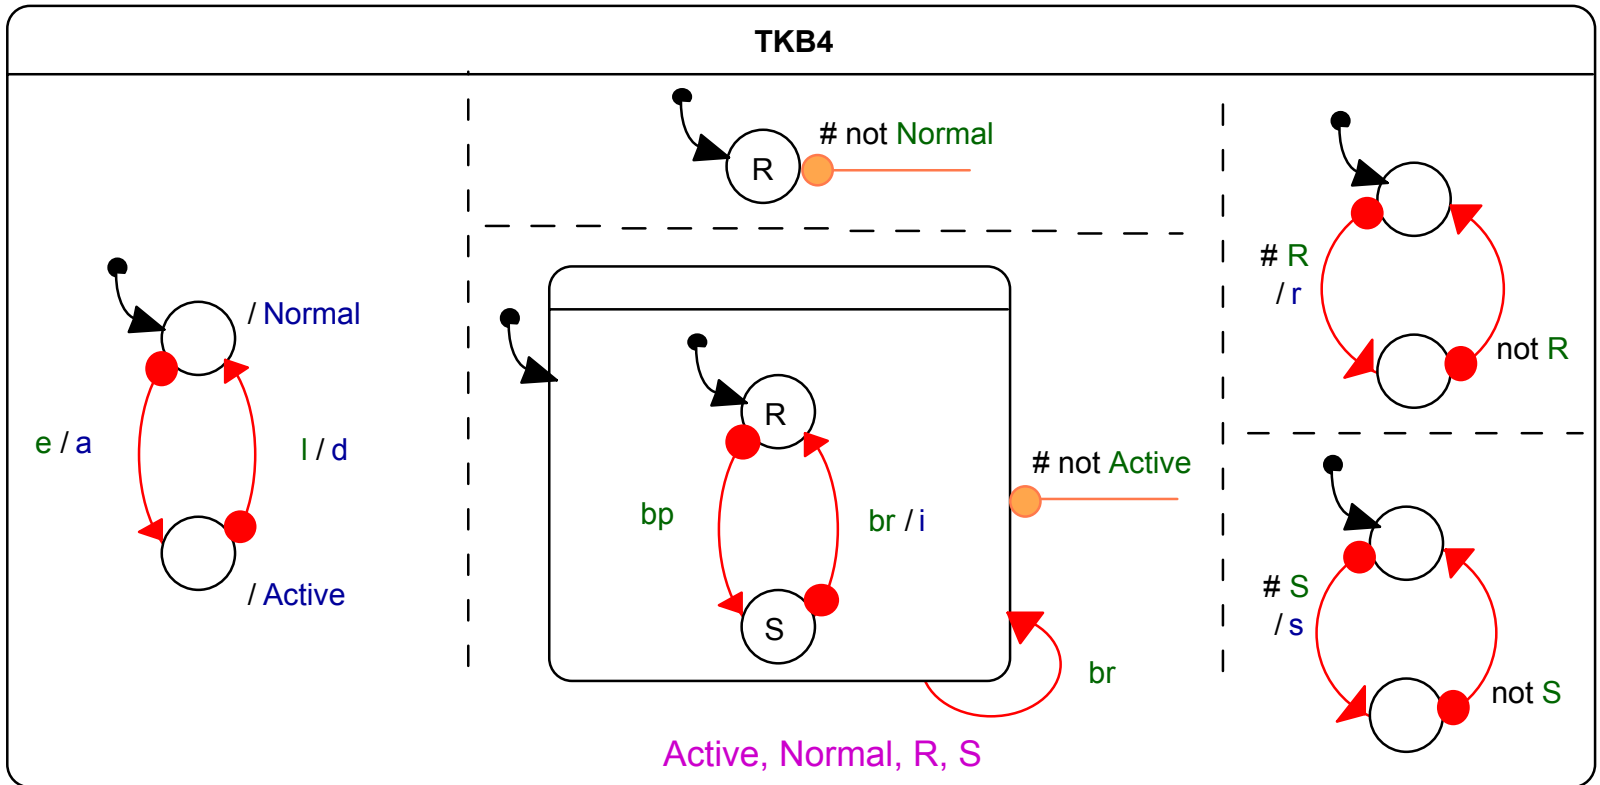 TKB4
/ Normal
e / a
l / d
/ Active
# not Normal
R
R
bp
br / i
S
# not Active
br
Active, Normal, R, S
# R
/ r
not R
# S
/ s
not S